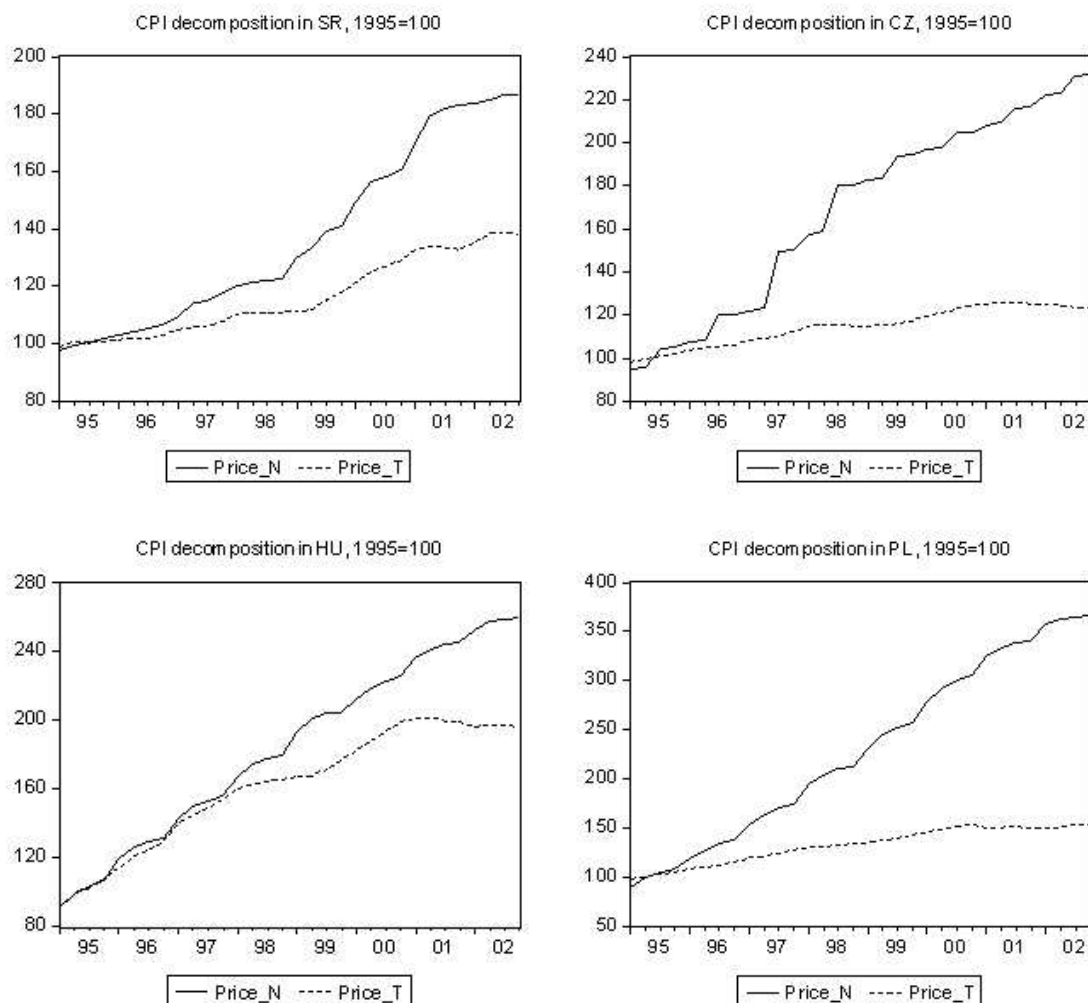 CPI decomposition in SR, 1995=100
200
180
160
140
120
100
80
95 96 97 98 99 00 01 02
Price_N Price_T
CPI decomposition in CZ, 1995=100
240
220
200
180
160
140
120
100
80
95 96 97 98 99 00 01 02
Price_N Price_T
CPI decomposition in HU, 1995=100
280
240
200
160
120
80
95 96 97 98 99 00 01 02
Price_N Price_T
CPI decomposition in PL, 1995=100
400
350
300
250
200
150
100
50
95 96 97 98 99 00 01 02
Price_N Price_T